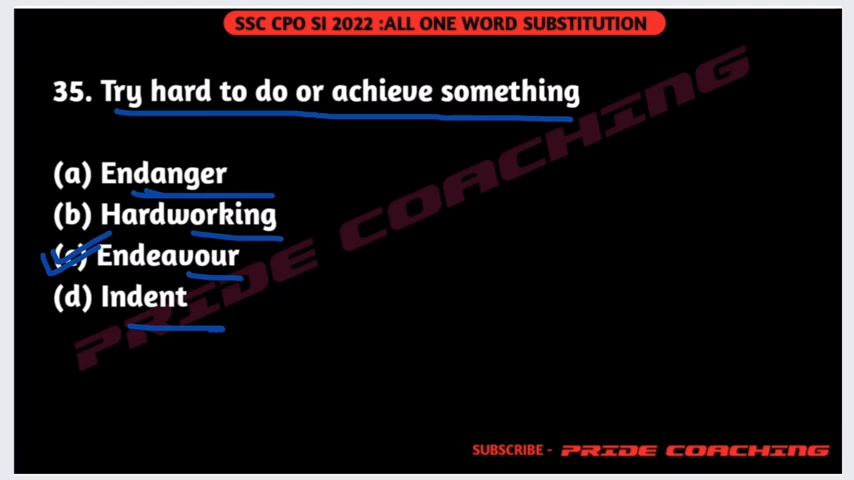 SSC CPO SI 2022 :ALL ONE WORD SUBSTITUTION
35. Try hard to do or achieve something
(a) Endanger
(b) Hardworking
(c) Endeavour
(d) Indent
PRIDE COACHING
SUBSCRIBE - PRIDE COACHING